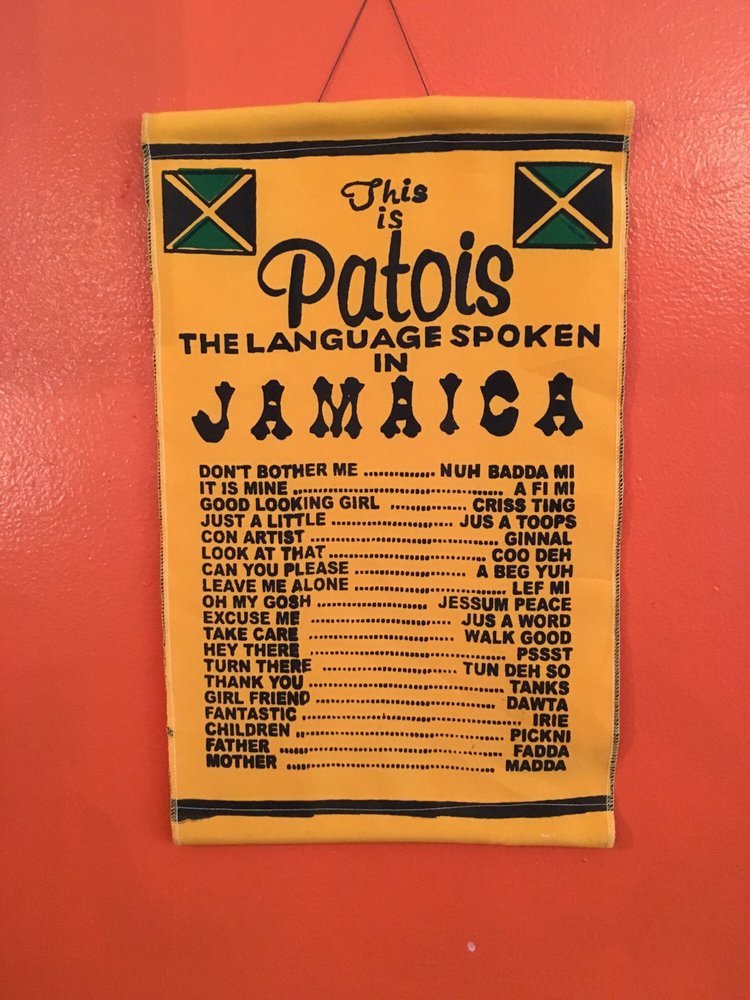 This
is
Patois
THE LANGUAGE SPOKEN
IN
JAMAICA
DON'T BOTHER ME ............. NUH BADDA MI
IT IS MINE ............. A FI MI
GOOD LOOKING GIRL ............. CRISS TING
JUST A LITTLE ............. JUS A TOOPS
CON ARTIST ............. GINNAL
LOOK AT THAT ............. COO DEH
CAN YOU PLEASE ............. A BEG YUH
LEAVE ME ALONE ............. LEF MI
OH MY GOSH ............. JESSUM PEACE
EXCUSE ME ............. JUS A WORD
TAKE CARE ............. WALK GOOD
HEY THERE ............. PSSST
TURN THERE ............. TUN DEH SO
THANK YOU ............. TANKS
GIRL FRIEND ............. DAWTA
FANTASTIC ............. IRIE
CHILDREN ............. PICKNI
FATHER ............. FADDA
MOTHER ............. MADDA